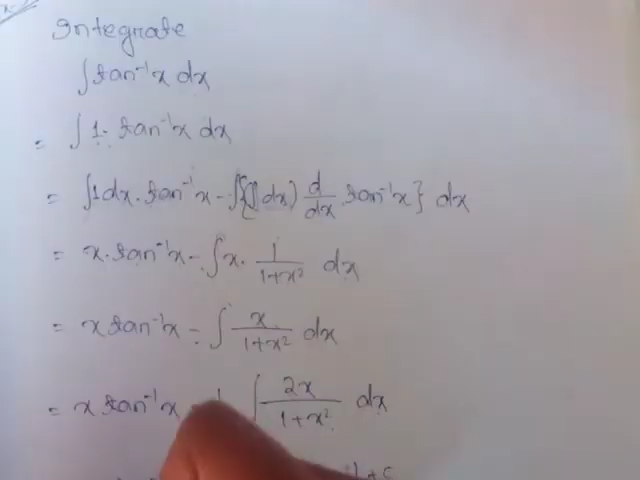 Integrate
∫tan⁻¹x dx
= ∫1· tan⁻¹x dx
= ∫1dx · tan⁻¹x - ∫{(∫1dx) d/dx tan⁻¹x} dx
= x · tan⁻¹x - ∫x · 1/(1+x²) dx
= x tan⁻¹x - ∫ x/(1+x²) dx
= x tan⁻¹x ∫ 2x/(1+x²) dx